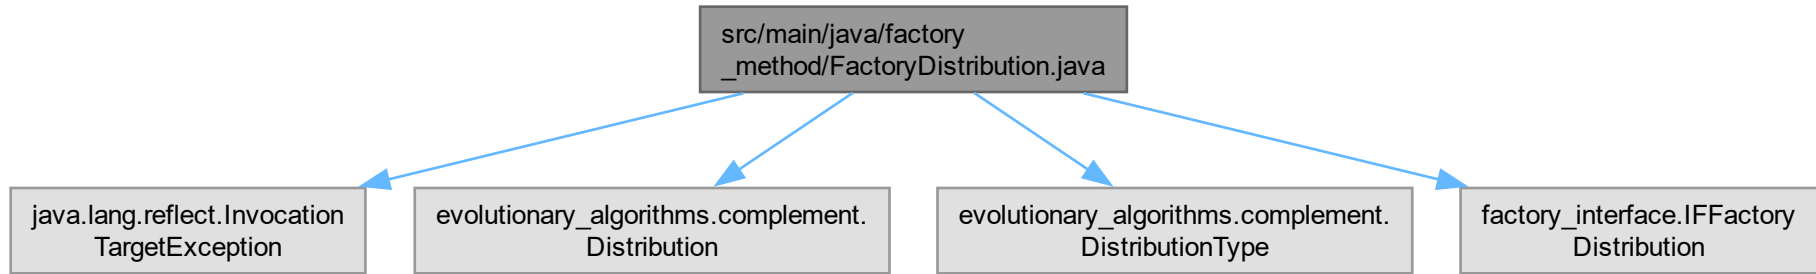 src/main/java/factory
_method/FactoryDistribution.java
java.lang.reflect.Invocation
TargetException
evolutionary_algorithms.complement.
Distribution
evolutionary_algorithms.complement.
DistributionType
factory_interface.IFFactory
Distribution